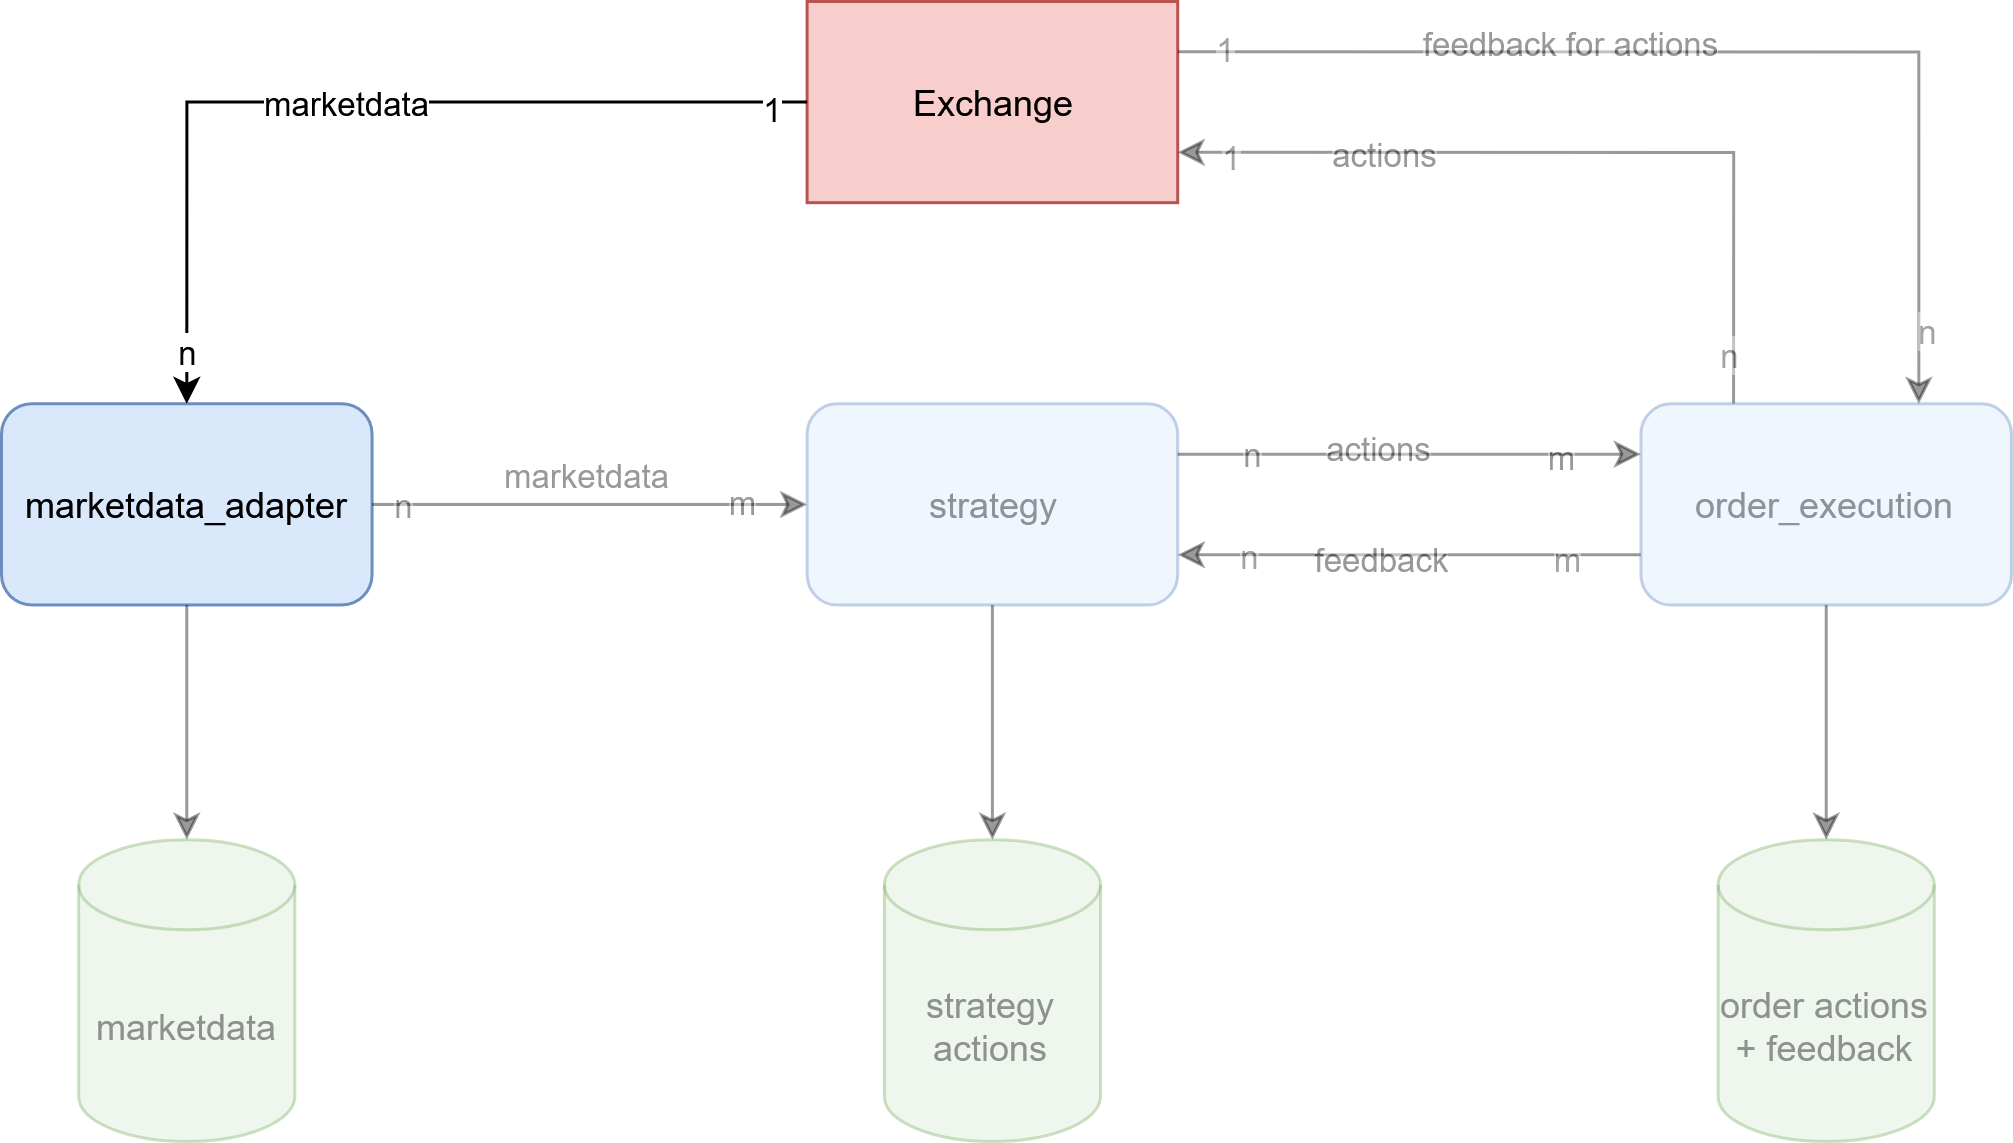 1
feedback for actions
marketdata
1
Exchange
1
actions
n
n
n
marketdata_adapter
n
marketdata
m
strategy
n
actions
m
order_execution
n
feedback
m
marketdata
strategy
actions
order actions
+ feedback